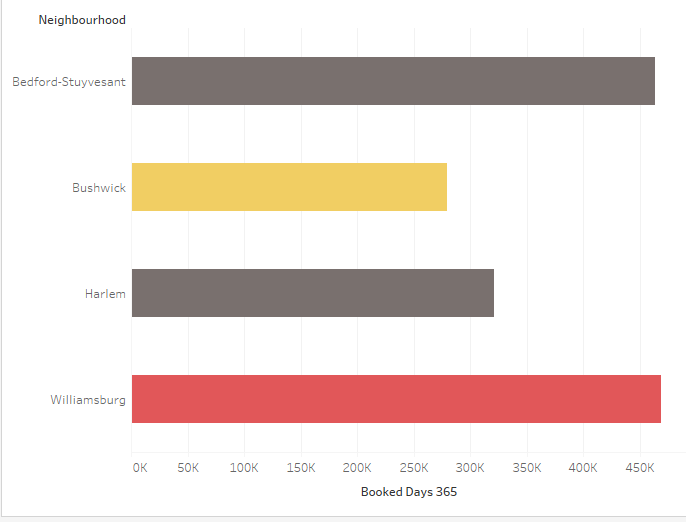 Neighbourhood
Bedford-Stuyvesant
Bushwick
Harlem
Williamsburg
0K 50K 100K 150K 200K 250K 300K 350K 400K 450K
Booked Days 365